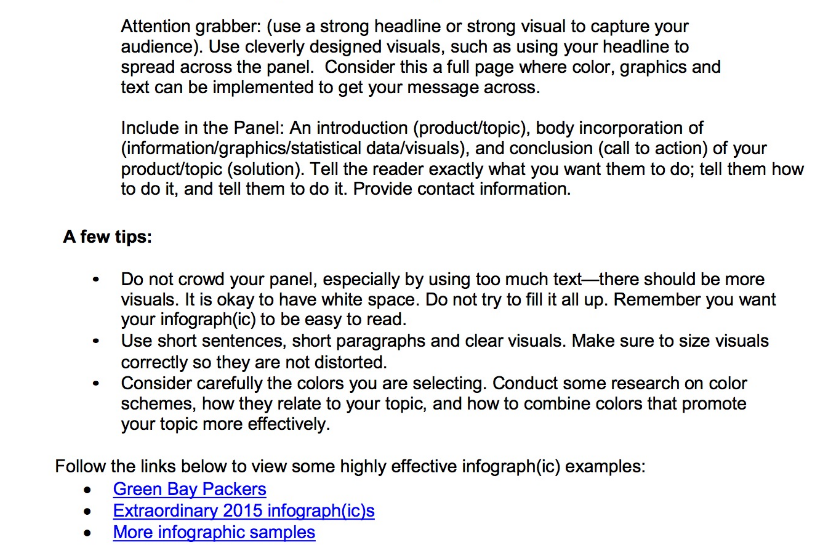 Attention grabber: (use a strong headline or strong visual to capture your
audience). Use cleverly designed visuals, such as using your headline to
spread across the panel.  Consider this a full page where color, graphics and
text can be implemented to get your message across.
Include in the Panel: An introduction (product/topic), body incorporation of
(information/graphics/statistical data/visuals), and conclusion (call to action) of your
product/topic (solution). Tell the reader exactly what you want them to do; tell them how
to do it, and tell them to do it. Provide contact information.
A few tips:
• Do not crowd your panel, especially by using too much text—there should be more
visuals. It is okay to have white space. Do not try to fill it all up. Remember you want
your infograph(ic) to be easy to read.
• Use short sentences, short paragraphs and clear visuals. Make sure to size visuals
correctly so they are not distorted.
• Consider carefully the colors you are selecting. Conduct some research on color
schemes, how they relate to your topic, and how to combine colors that promote
your topic more effectively.
Follow the links below to view some highly effective infograph(ic) examples:
• Green Bay Packers
• Extraordinary 2015 infograph(ic)s
• More infographic samples